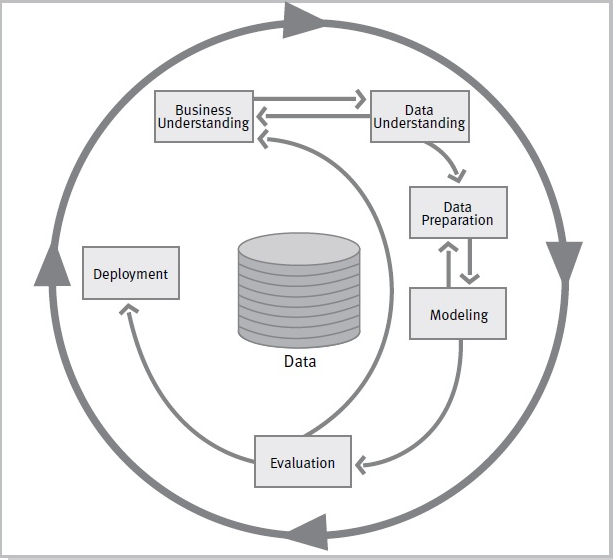 Business
Understanding
Data
Understanding
Data
Preparation
Modeling
Evaluation
Deployment
Data